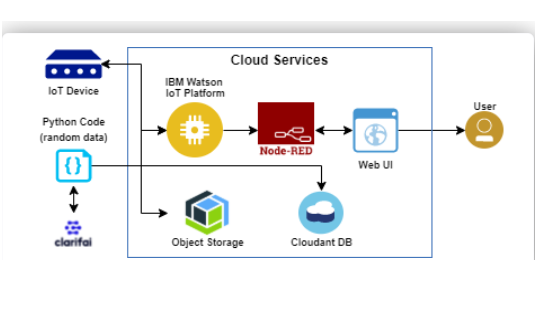 Cloud Services
IoT Device
IBM Watson
IoT Platform
Python Code
(random data)
{}
Node-RED
Web UI
User
clarifai
Object Storage
Cloudant DB